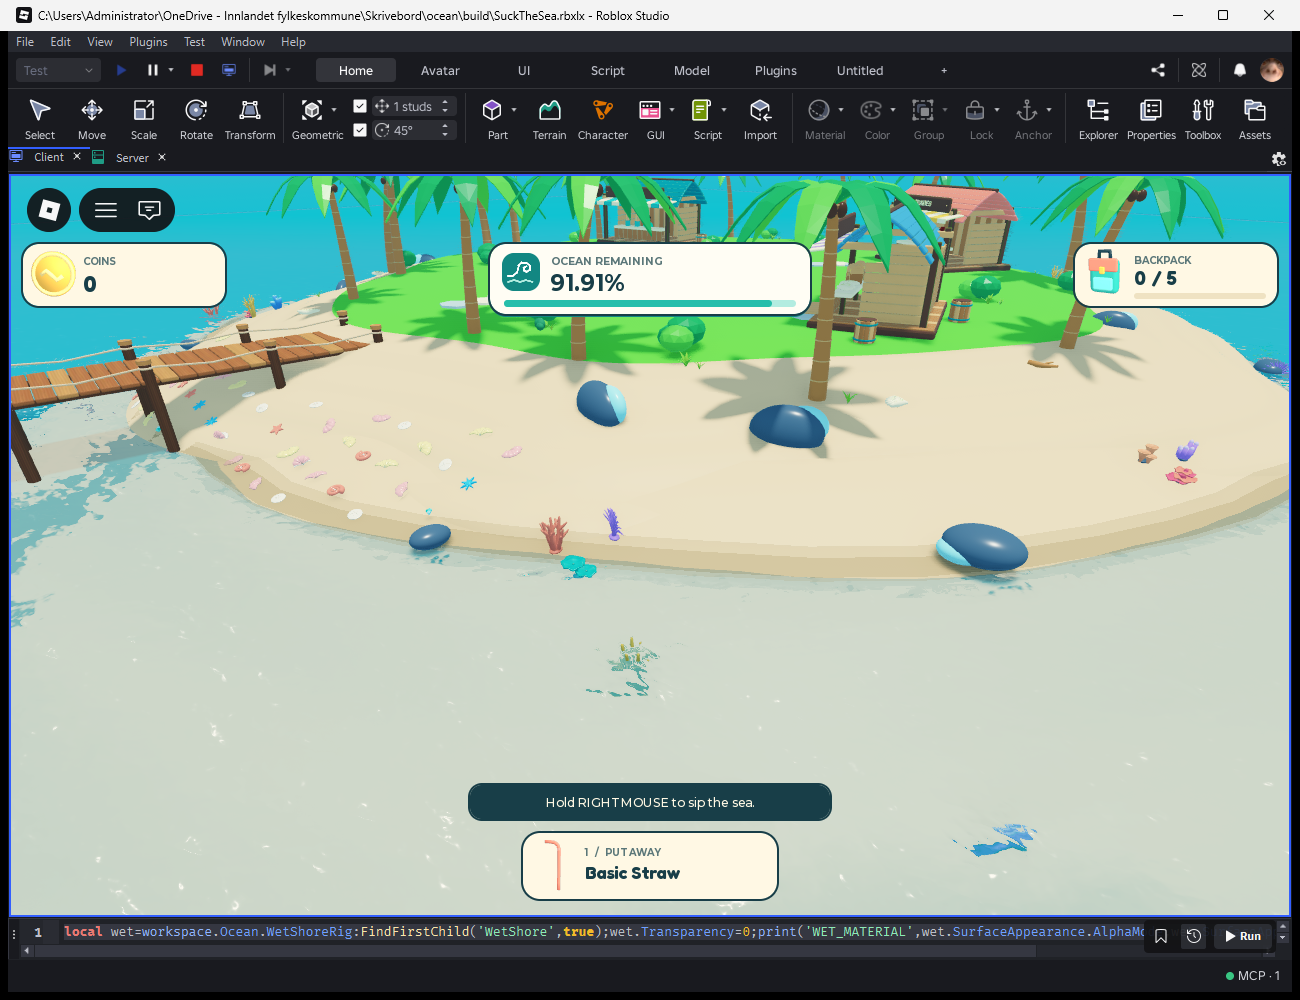 C:\Users\Administrator\OneDrive - Innlandet fylkeskommune\Skrivebord\ocean\build\SuckTheSea.rbxlx - Roblox Studio
File Edit View Plugins Test Window Help
Test Home Avatar UI Script Model Plugins Untitled +
1 studs
45°
Select Move Scale Rotate Transform Geometric Part Terrain Character GUI Script Import Material Color Group Lock Anchor Explorer Properties Toolbox Assets
Client Server
COINS
0
OCEAN REMAINING
91.91%
BACKPACK
0 / 5
Hold RIGHTMOUSE to sip the sea.
1 / PUT AWAY
Basic Straw
1 local wet=workspace.Ocean.WetShoreRig:FindFirstChild('WetShore',true);wet.Transparency=0;print('WET_MATERIAL',wet.SurfaceAppearance.AlphaMo
Run
MCP · 1